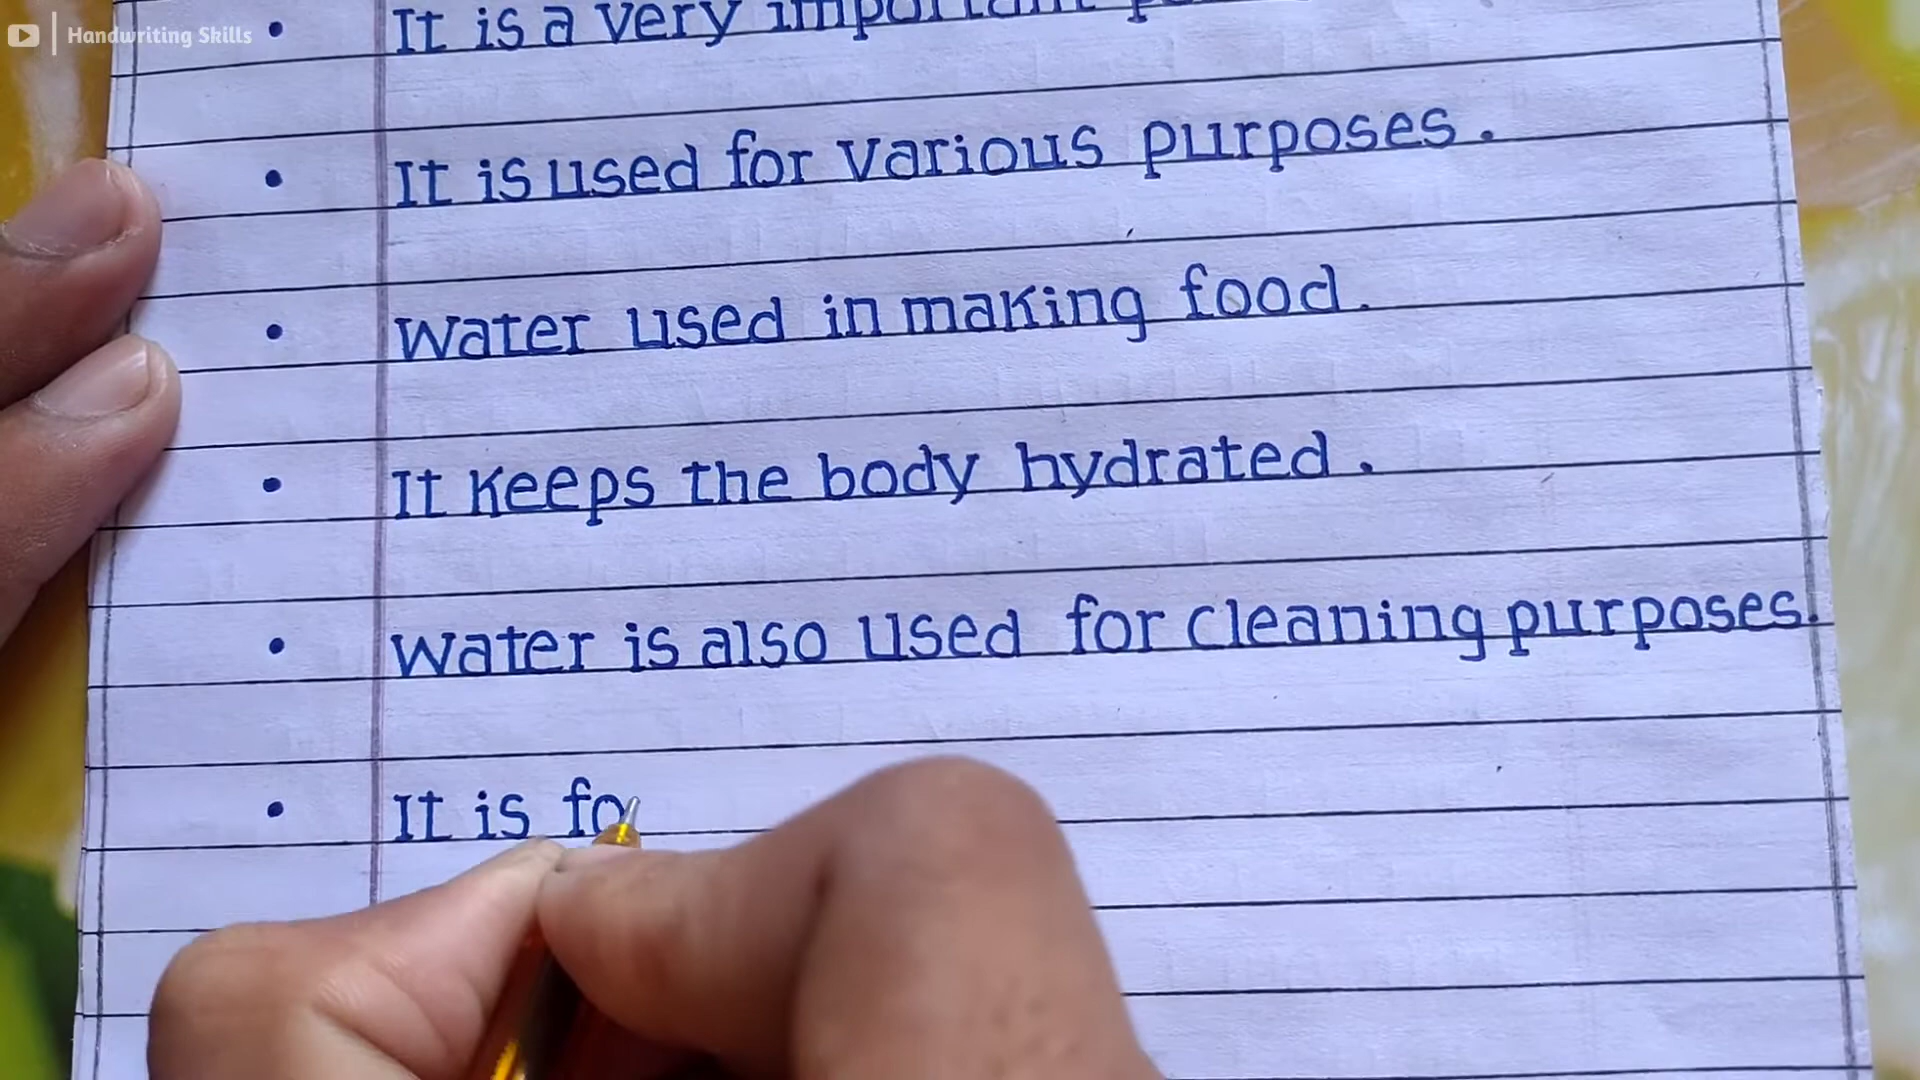 Handwriting Skills
• It is a very important
• It is used for various purposes.
• Water used in making food.
• It keeps the body hydrated.
• Water is also used for cleaning purposes.
• It is fo